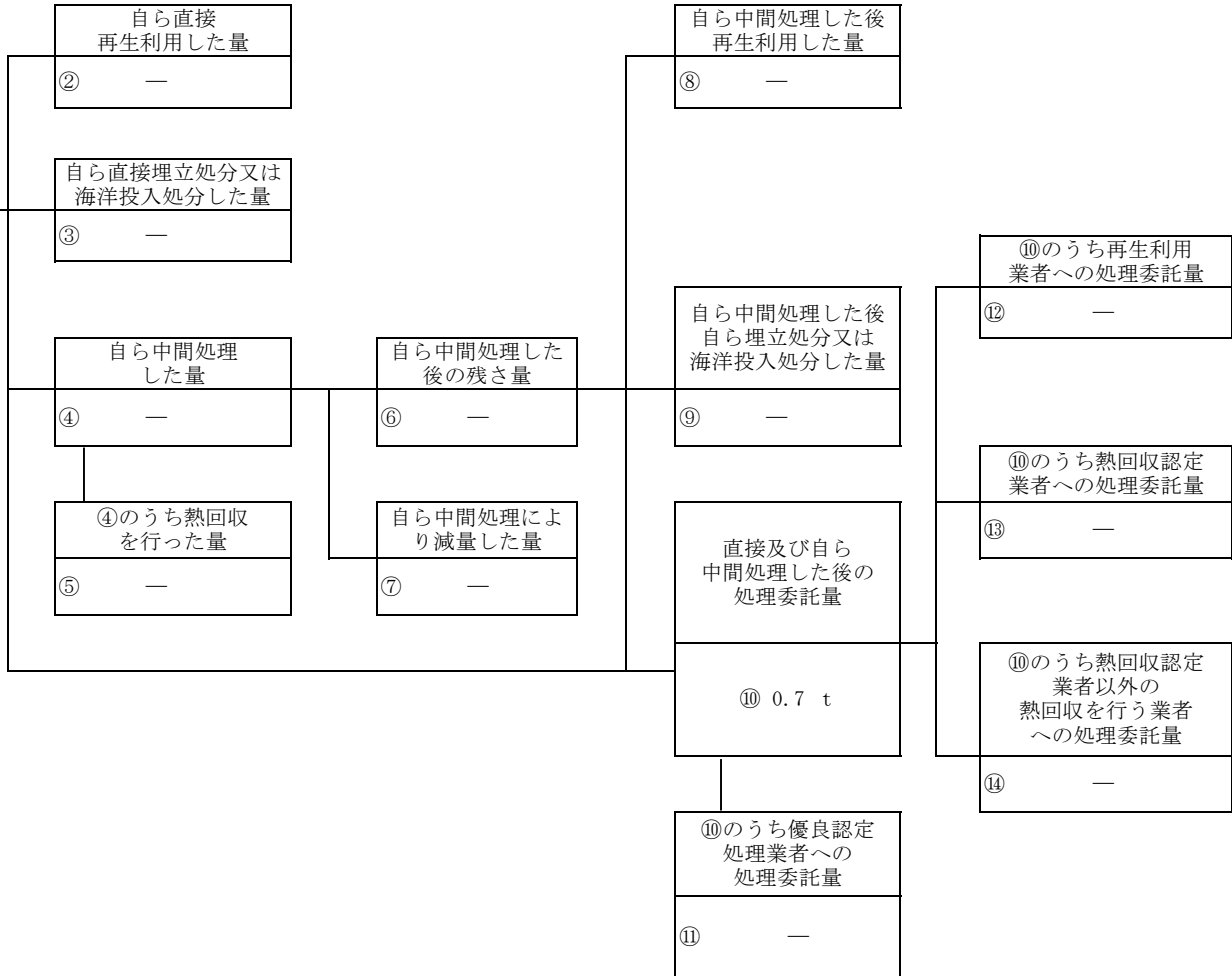 自ら直接
再生利用した量
② ―
自ら直接埋立処分又は
海洋投入処分した量
③ ―
自ら中間処理
した量
④ ―
④のうち熱回収
を行った量
⑤ ―
自ら中間処理した
後の残さ量
⑥ ―
自ら中間処理によ
り減量した量
⑦ ―
自ら中間処理した後
再生利用した量
⑧ ―
自ら中間処理した後
自ら埋立処分又は
海洋投入処分した量
⑨ ―
直接及び自ら
中間処理した後の
処理委託量
⑩ 0.7 t
⑩のうち優良認定
処理業者への
処理委託量
⑪ ―
⑩のうち再生利用
業者への処理委託量
⑫ ―
⑩のうち熱回収認定
業者への処理委託量
⑬ ―
⑩のうち熱回収認定
業者以外の
熱回収を行う業者
への処理委託量
⑭ ―